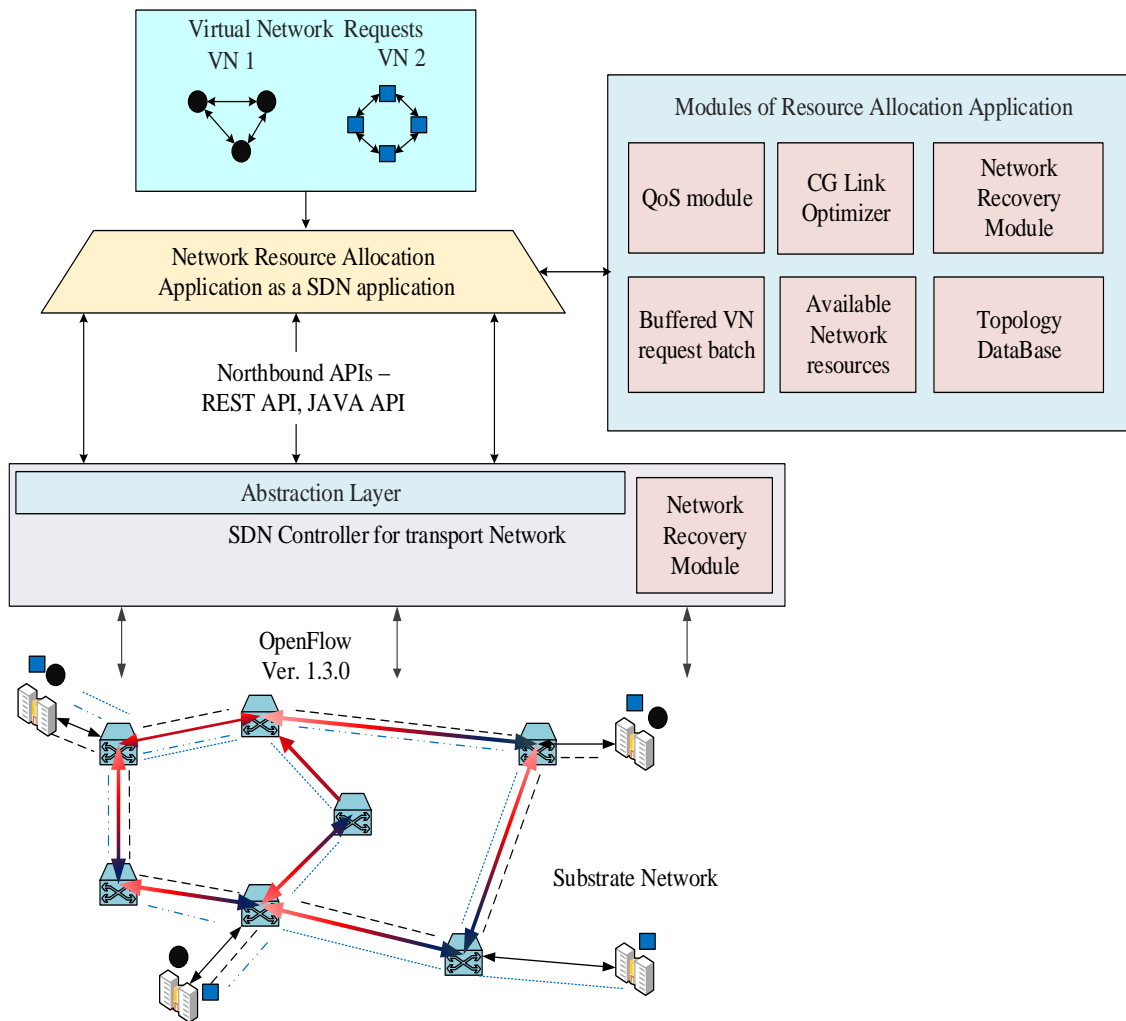 Virtual Network Requests
VN 1
VN 2
Modules of Resource Allocation Application
QoS module
CG Link
Optimizer
Network
Recovery
Module
Buffered VN
request batch
Available
Network
resources
Topology
DataBase
Network Resource Allocation
Application as a SDN application
Northbound APIs –
REST API, JAVA API
Abstraction Layer
SDN Controller for transport Network
Network
Recovery
Module
OpenFlow
Ver. 1.3.0
Substrate Network